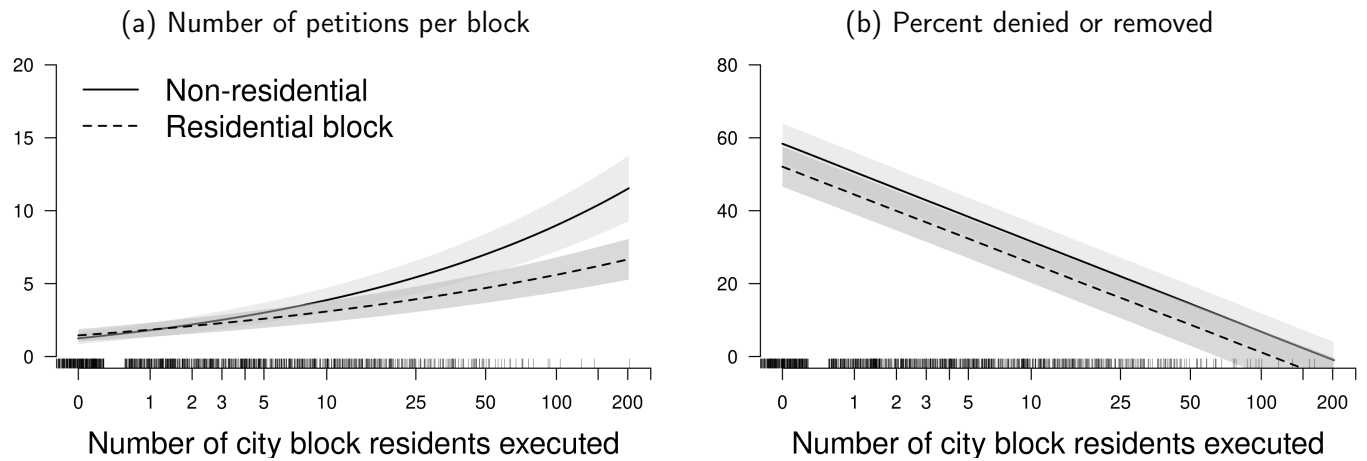 (a) Number of petitions per block
20
15
10
5
0
Non-residential
Residential block
0 1 2 3 5 10 25 50 100 200
Number of city block residents executed
(b) Percent denied or removed
80
60
40
20
0
0 1 2 3 5 10 25 50 100 200
Number of city block residents executed